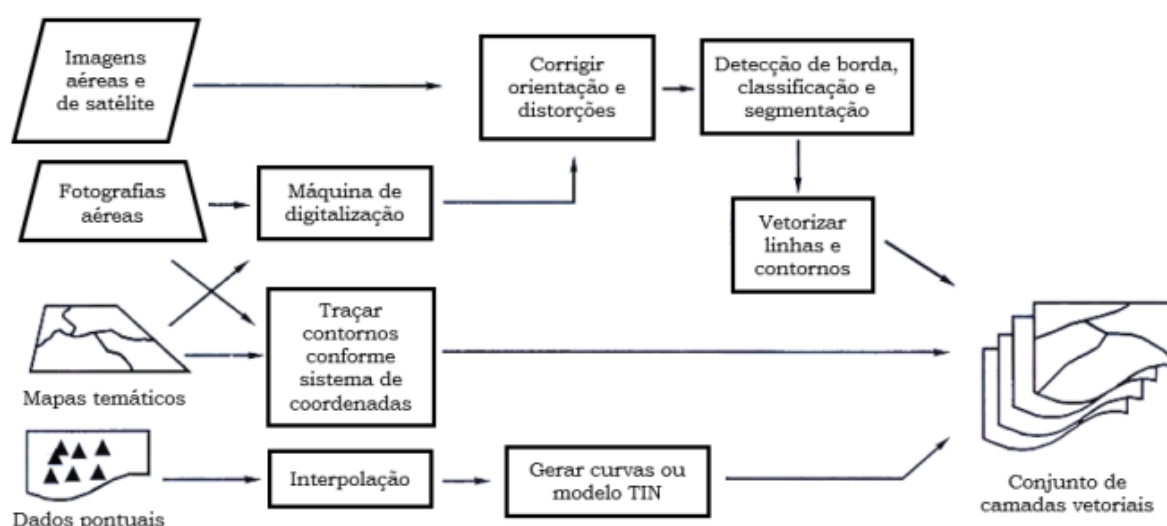 Imagens
aéreas e
de satélite
Corrigir
orientação e
distorções
Detecção de borda,
classificação e
segmentação
Fotografias
aéreas
Máquina de
digitalização
Vetorizar
linhas e
contornos
Traçar
contornos
conforme
sistema de
coordenadas
Mapas temáticos
Interpolação
Gerar curvas ou
modelo TIN
Dados pontuais
Conjunto de
camadas vetoriais